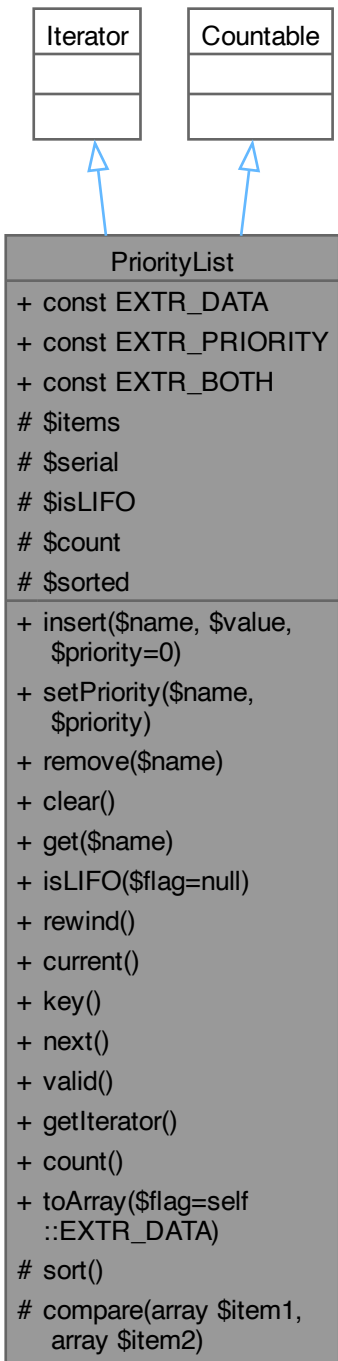 Iterator
Countable
PriorityList
+ const EXTR_DATA
+ const EXTR_PRIORITY
+ const EXTR_BOTH
# $items
# $serial
# $isLIFO
# $count
# $sorted
+ insert($name, $value,
$priority=0)
+ setPriority($name,
$priority)
+ remove($name)
+ clear()
+ get($name)
+ isLIFO($flag=null)
+ rewind()
+ current()
+ key()
+ next()
+ valid()
+ getIterator()
+ count()
+ toArray($flag=self
::EXTR_DATA)
# sort()
# compare(array $item1,
array $item2)